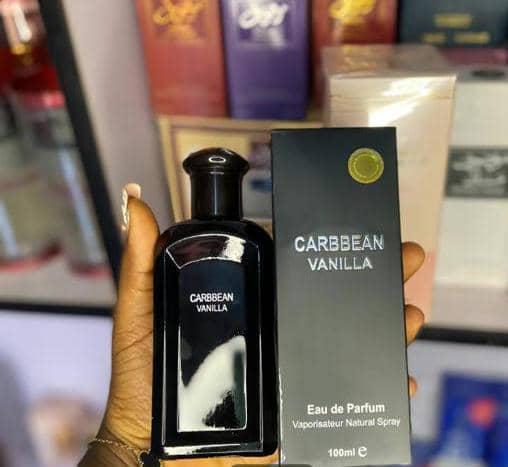 CARBBEAN
VANILLA
CARBBEAN
VANILLA
Eau de Parfum
Vaporisateur Natural Spray
100ml e